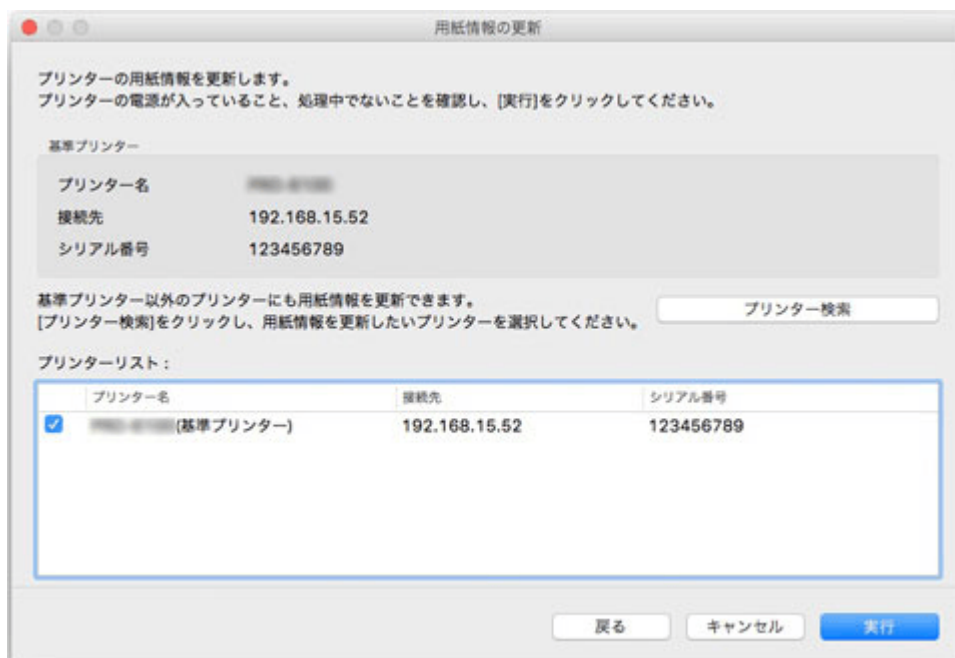 用紙情報の更新
プリンターの用紙情報を更新します。
プリンターの電源が入っていること、処理中でないことを確認し、[実行]をクリックしてください。
基準プリンター
プリンター名
接続先 192.168.15.52
シリアル番号 123456789
基準プリンター以外のプリンターにも用紙情報を更新できます。
[プリンター検索]をクリックし、用紙情報を更新したいプリンターを選択してください。
プリンター検索
プリンターリスト：
プリンター名 接続先 シリアル番号
(基準プリンター) 192.168.15.52 123456789
戻る キャンセル 実行